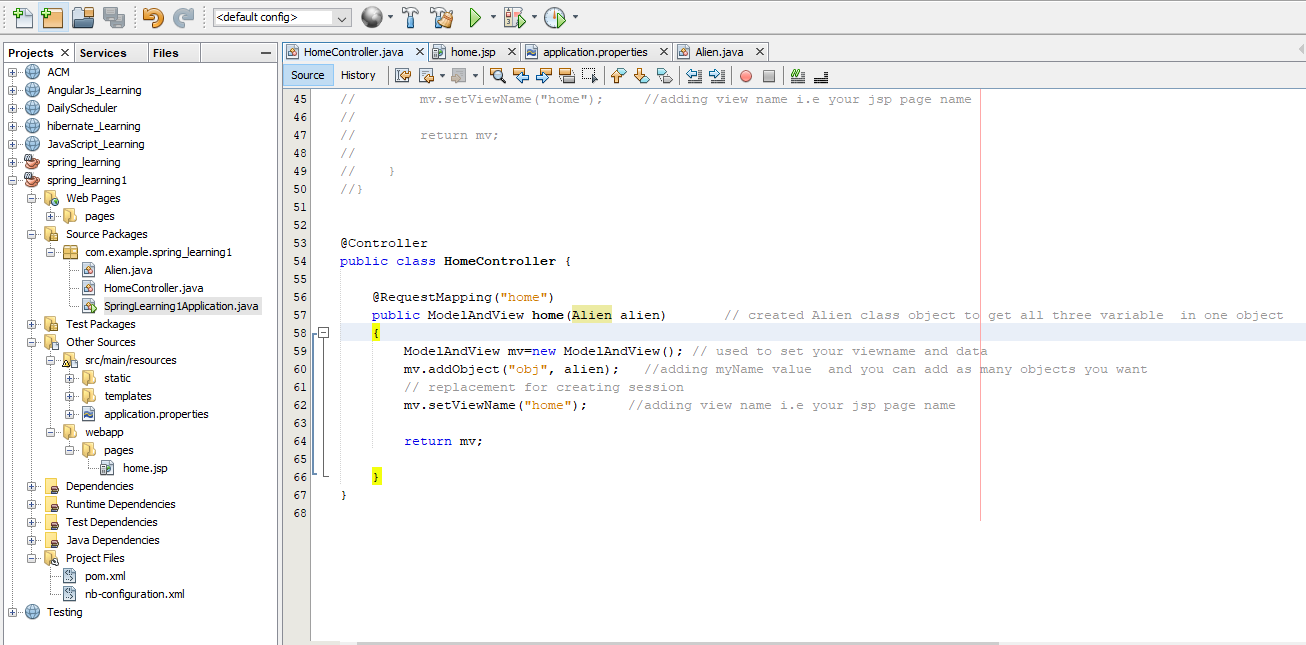 <default config>
Projects
Services
Files
ACM
AngularJs_Learning
DailyScheduler
hibernate_Learning
JavaScript_Learning
spring_learning
spring_learning1
Web Pages
pages
Source Packages
com.example.spring_learning1
Alien.java
HomeController.java
SpringLearning1Application.java
Test Packages
Other Sources
src/main/resources
static
templates
application.properties
webapp
pages
home.jsp
Dependencies
Runtime Dependencies
Test Dependencies
Java Dependencies
Project Files
pom.xml
nb-configuration.xml
Testing
HomeController.java
home.jsp
application.properties
Alien.java
Source
History
45 // mv.setViewName("home"); //adding view name i.e your jsp page name
46 //
47 // return mv;
48 //
49 // }
50 //}
51
52
53 @Controller
54 public class HomeController {
55
56 @RequestMapping("home")
57 public ModelAndView home(Alien alien) // created Alien class object to get all three variable in one object
58 {
59 ModelAndView mv=new ModelAndView(); // used to set your viewname and data
60 mv.addObject("obj", alien); //adding myName value and you can add as many objects you want
61 // replacement for creating session
62 mv.setViewName("home"); //adding view name i.e your jsp page name
63
64 return mv;
65
66 }
67 }
68